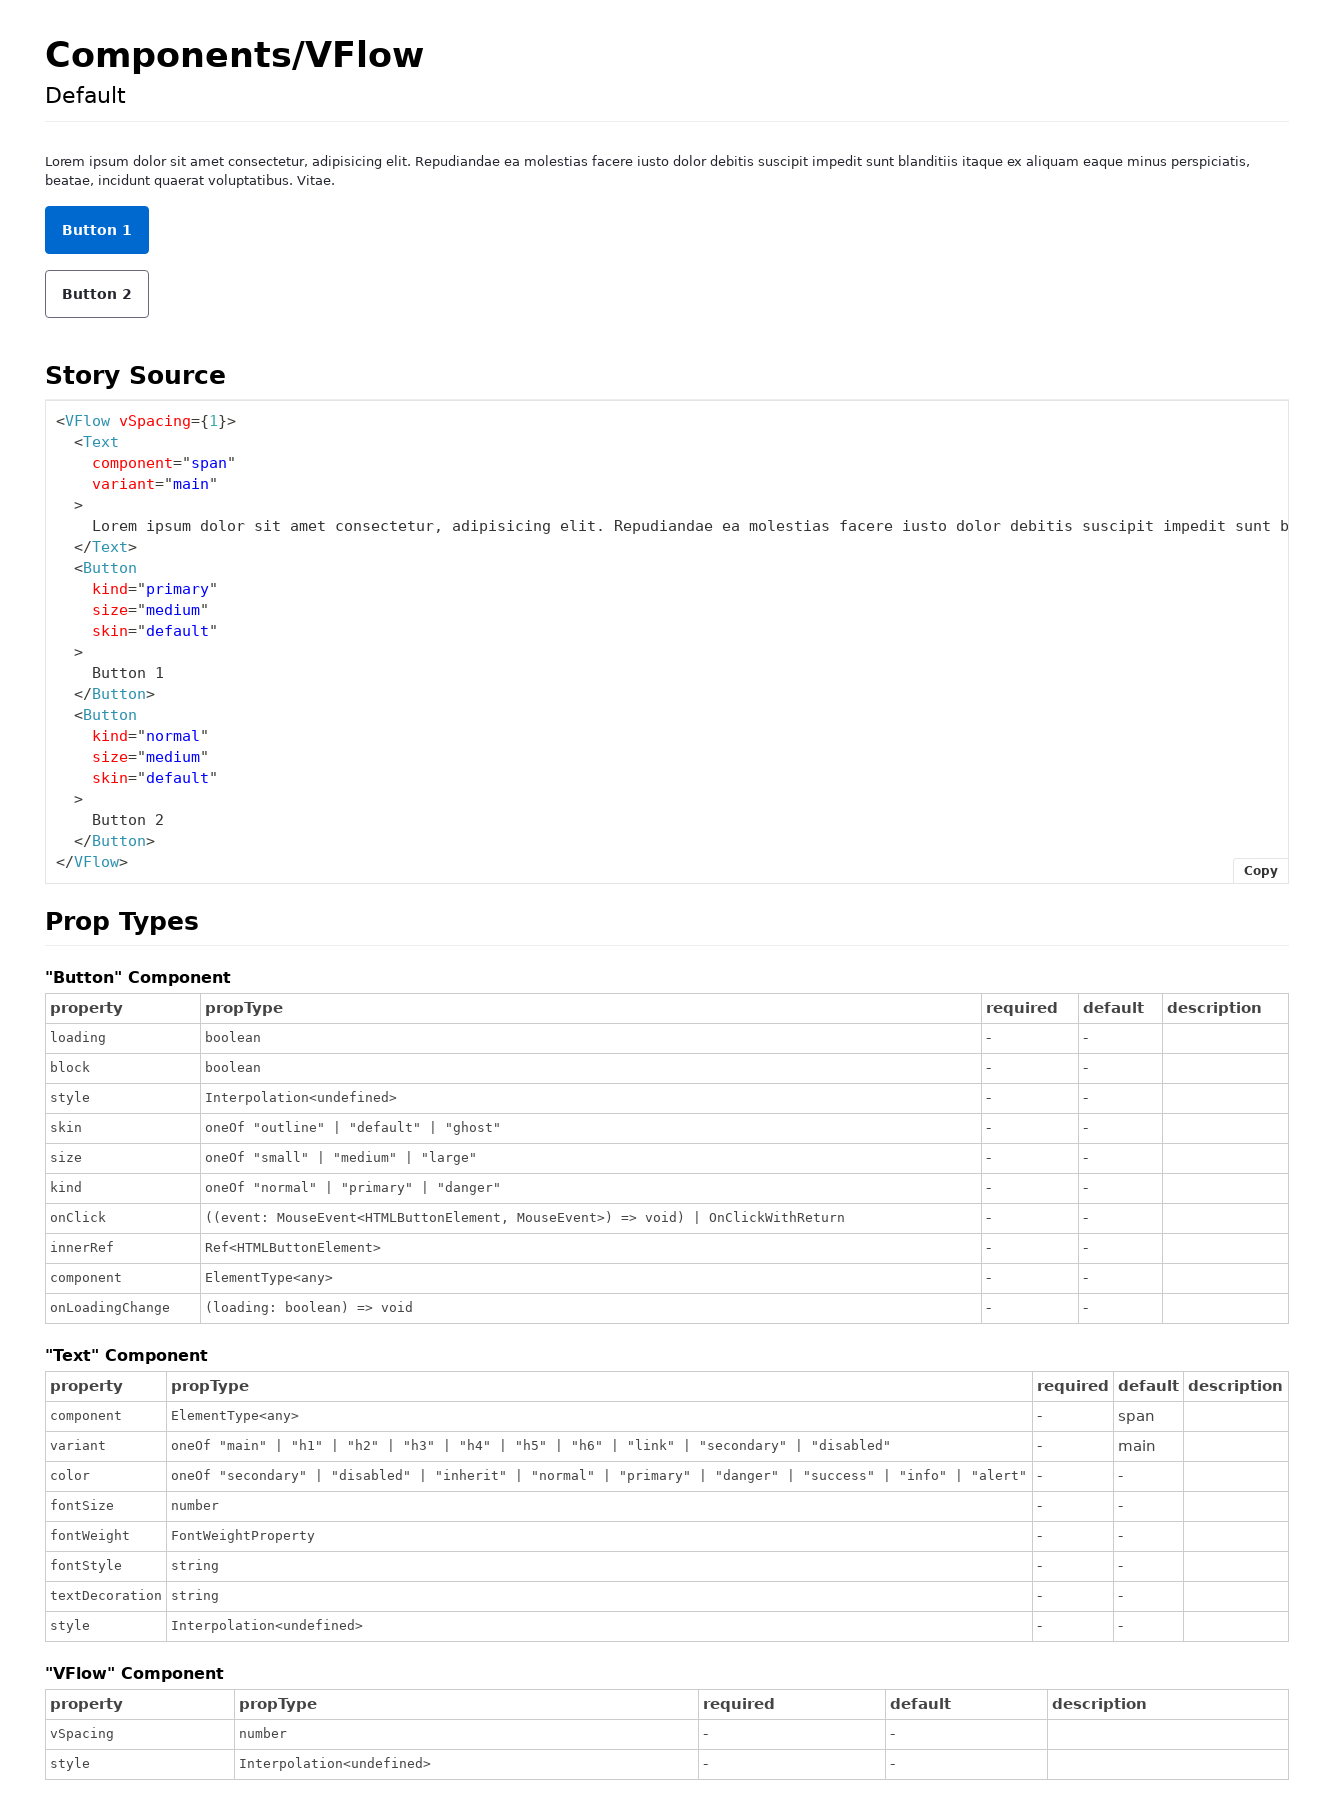 Components/VFlow
Default
Lorem ipsum dolor sit amet consectetur, adipisicing elit. Repudiandae ea molestias facere iusto dolor debitis suscipit impedit sunt blanditiis itaque ex aliquam eaque minus perspiciatis,
beatae, incidunt quaerat voluptatibus. Vitae.
Button 1
Button 2
Story Source
<VFlow vSpacing={1}>
  <Text
    component="span"
    variant="main"
  >
    Lorem ipsum dolor sit amet consectetur, adipisicing elit. Repudiandae ea molestias facere iusto dolor debitis suscipit impedit sunt b
  </Text>
  <Button
    kind="primary"
    size="medium"
    skin="default"
  >
    Button 1
  </Button>
  <Button
    kind="normal"
    size="medium"
    skin="default"
  >
    Button 2
  </Button>
</VFlow>
Copy
Prop Types
"Button" Component
property propType required default description
loading boolean - -
block boolean - -
style Interpolation<undefined> - -
skin oneOf "outline" | "default" | "ghost" - -
size oneOf "small" | "medium" | "large" - -
kind oneOf "normal" | "primary" | "danger" - -
onClick ((event: MouseEvent<HTMLButtonElement, MouseEvent>) => void) | OnClickWithReturn - -
innerRef Ref<HTMLButtonElement> - -
component ElementType<any> - -
onLoadingChange (loading: boolean) => void - -
"Text" Component
property propType required default description
component ElementType<any> - span
variant oneOf "main" | "h1" | "h2" | "h3" | "h4" | "h5" | "h6" | "link" | "secondary" | "disabled" - main
color oneOf "secondary" | "disabled" | "inherit" | "normal" | "primary" | "danger" | "success" | "info" | "alert" - -
fontSize number - -
fontWeight FontWeightProperty - -
fontStyle string - -
textDecoration string - -
style Interpolation<undefined> - -
"VFlow" Component
property propType required default description
vSpacing number - -
style Interpolation<undefined> - -